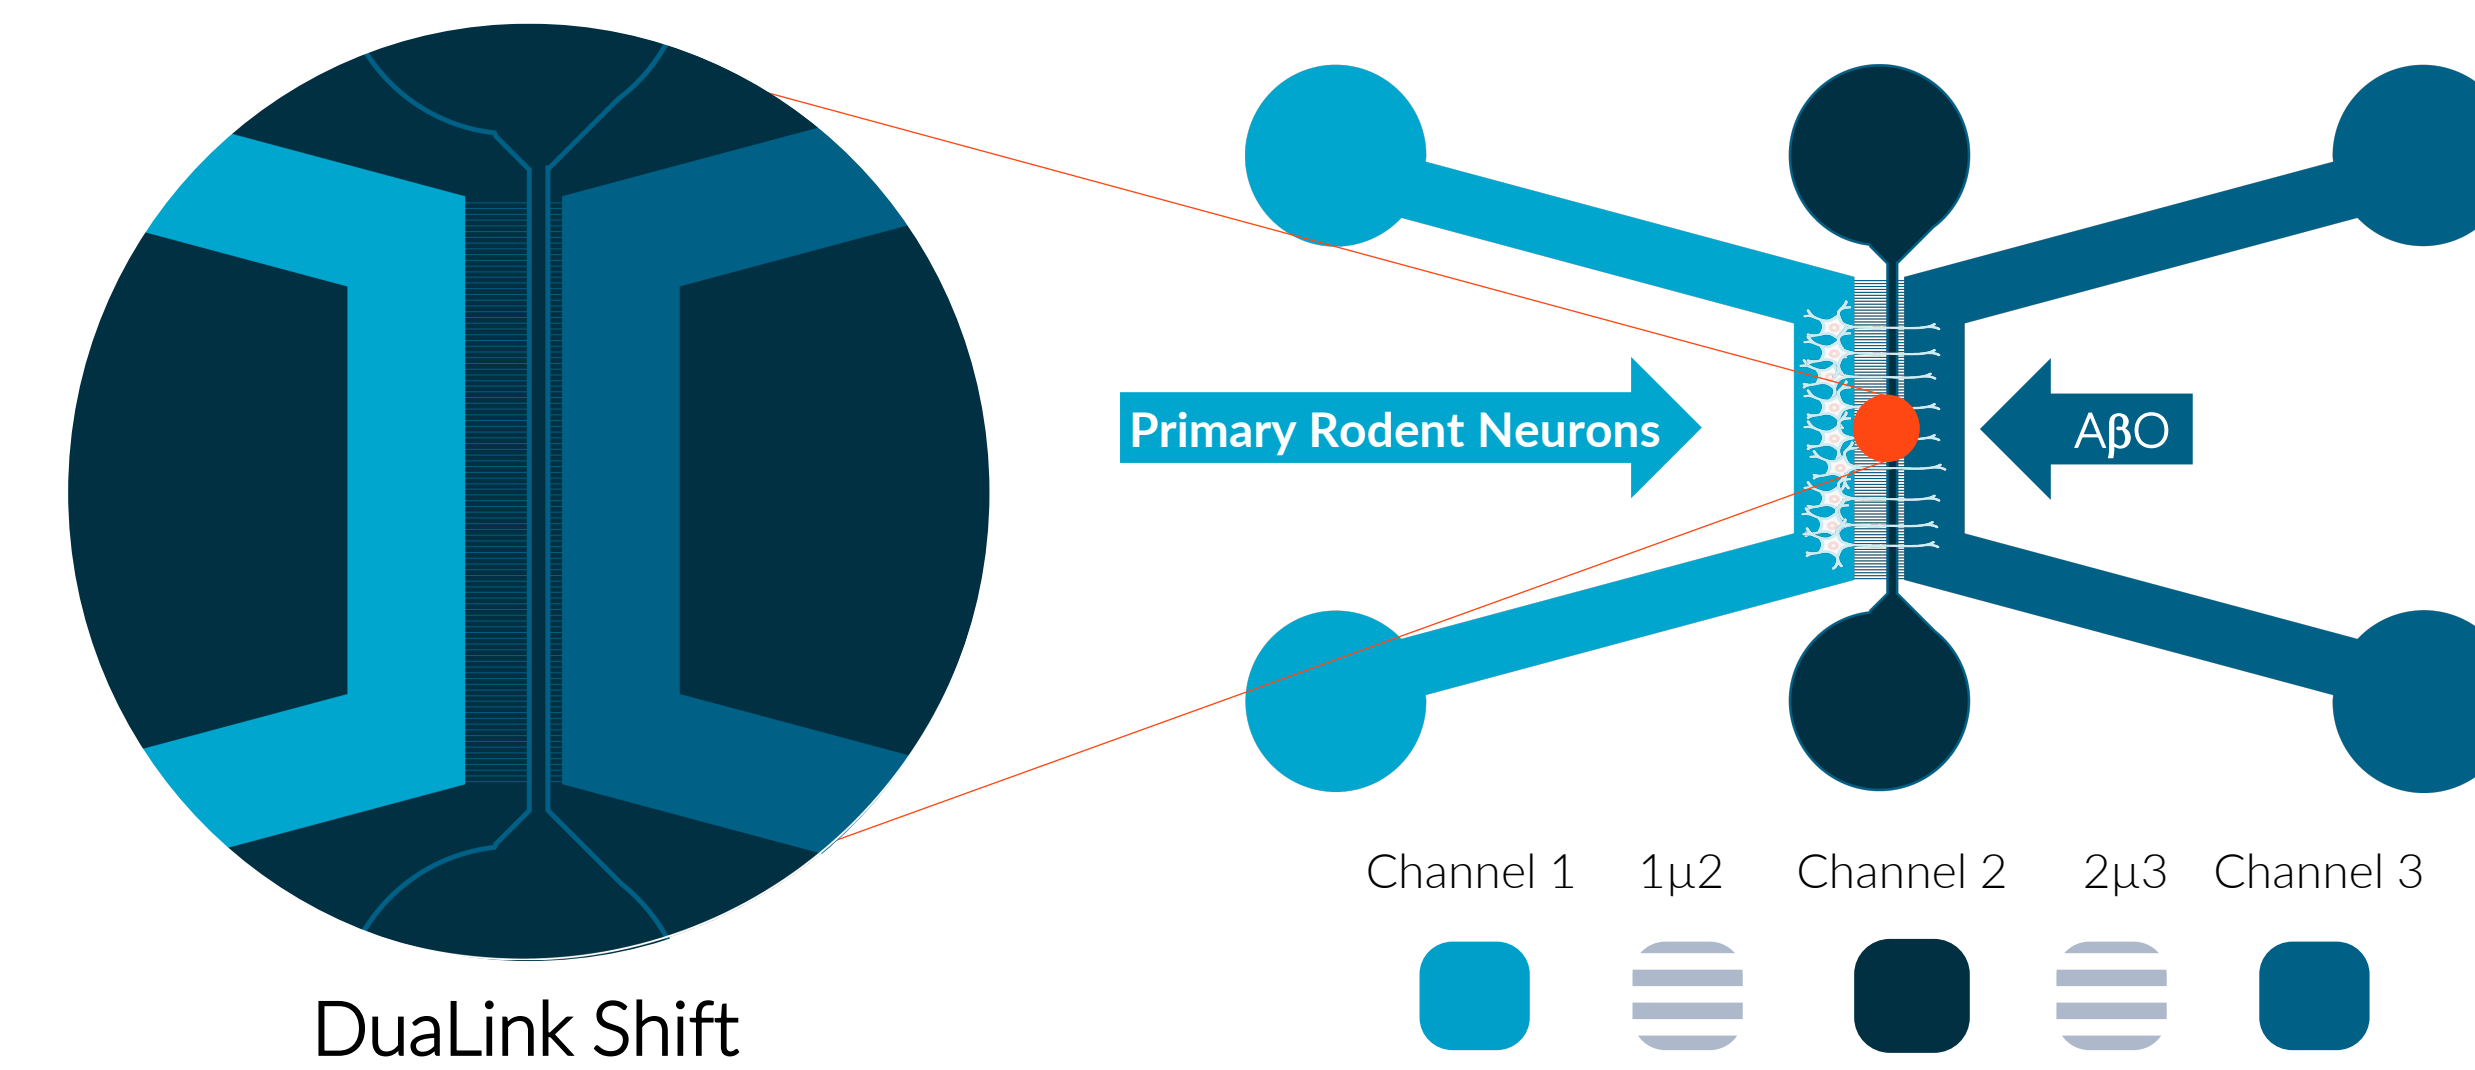 Primary Rodent Neurons
AβO
Channel 1 1µ2 Channel 2 2µ3 Channel 3
DuaLink Shift